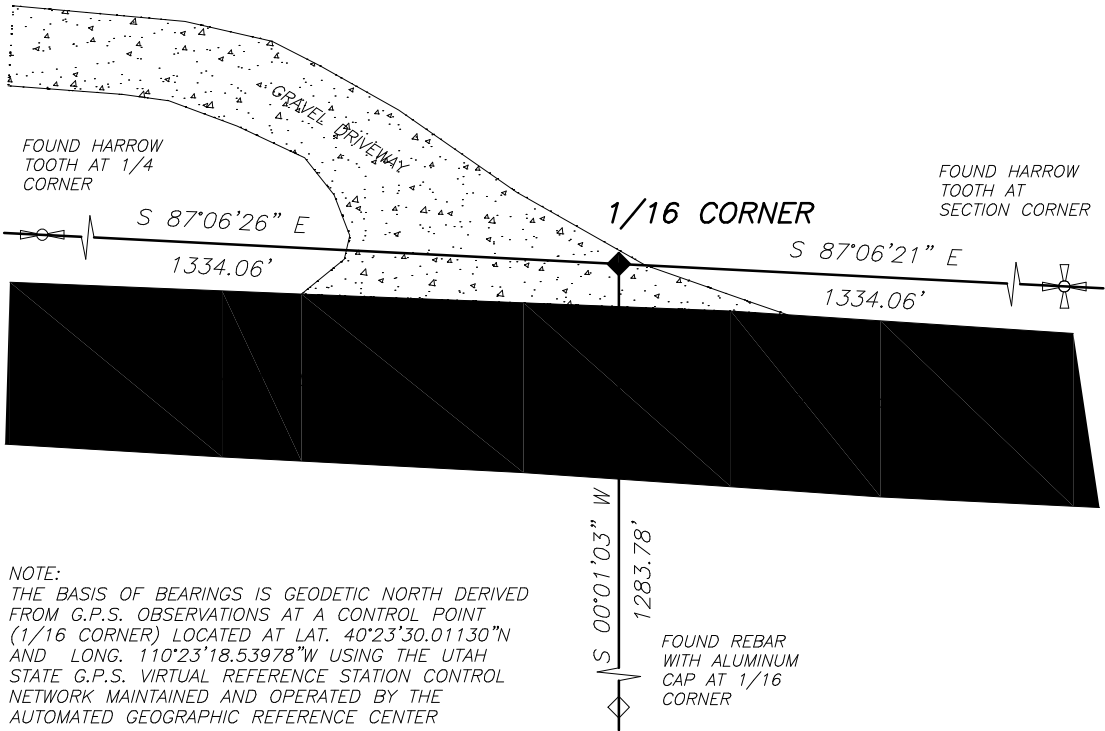 GRAVEL DRIVEWAY
FOUND HARROW
TOOTH AT 1/4
CORNER
FOUND HARROW
TOOTH AT
SECTION CORNER
1/16 CORNER
S 87°06'26" E
1334.06'
S 87°06'21" E
1334.06'
S 00°01'03" W
1283.78'
NOTE:
THE BASIS OF BEARINGS IS GEODETIC NORTH DERIVED
FROM G.P.S. OBSERVATIONS AT A CONTROL POINT
(1/16 CORNER) LOCATED AT LAT. 40°23'30.01130"N
AND LONG. 110°23'18.53978"W USING THE UTAH
STATE G.P.S. VIRTUAL REFERENCE STATION CONTROL
NETWORK MAINTAINED AND OPERATED BY THE
AUTOMATED GEOGRAPHIC REFERENCE CENTER
FOUND REBAR
WITH ALUMINUM
CAP AT 1/16
CORNER